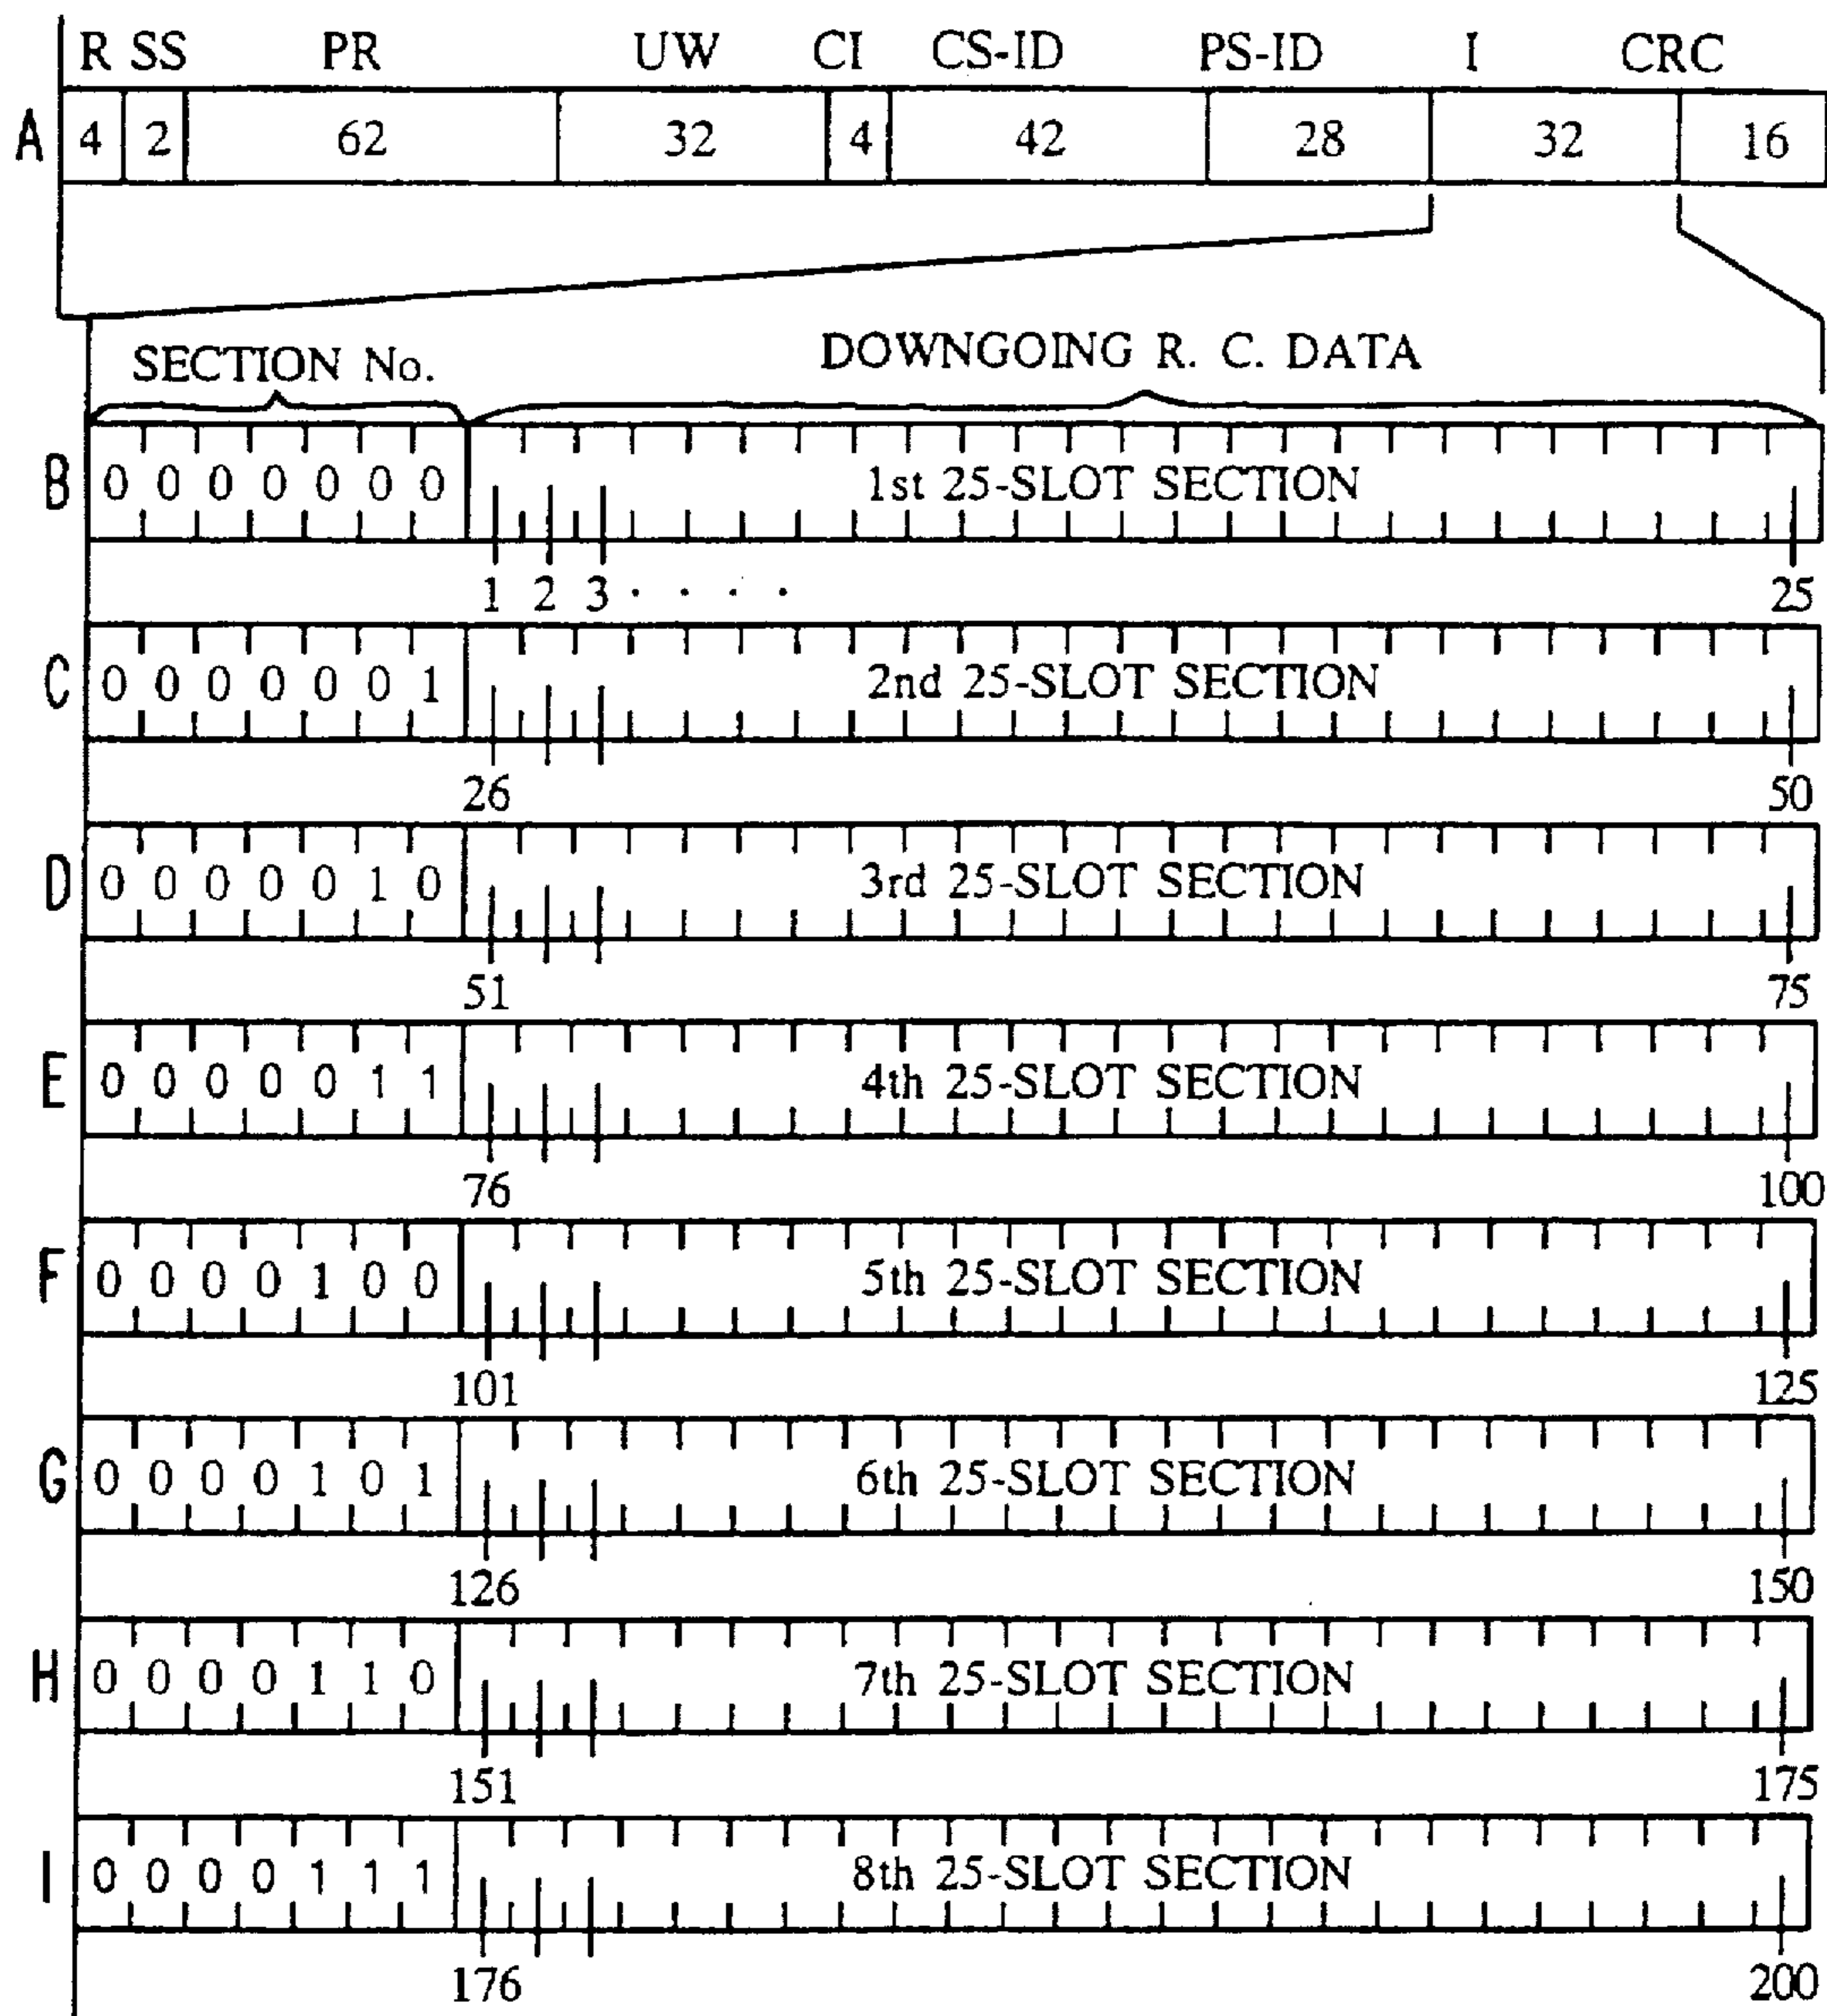 R SS PR UW CI CS-ID PS-ID I CRC
A 4 2 62 32 4 42 28 32 16
SECTION No. DOWNGOING R. C. DATA
B 0 0 0 0 0 0 0 1st 25-SLOT SECTION
1 2 3 · · · · 25
C 0 0 0 0 0 0 1 2nd 25-SLOT SECTION
26 50
D 0 0 0 0 0 1 0 3rd 25-SLOT SECTION
51 75
E 0 0 0 0 0 1 1 4th 25-SLOT SECTION
76 100
F 0 0 0 0 1 0 0 5th 25-SLOT SECTION
101 125
G 0 0 0 0 1 0 1 6th 25-SLOT SECTION
126 150
H 0 0 0 0 1 1 0 7th 25-SLOT SECTION
151 175
I 0 0 0 0 1 1 1 8th 25-SLOT SECTION
176 200